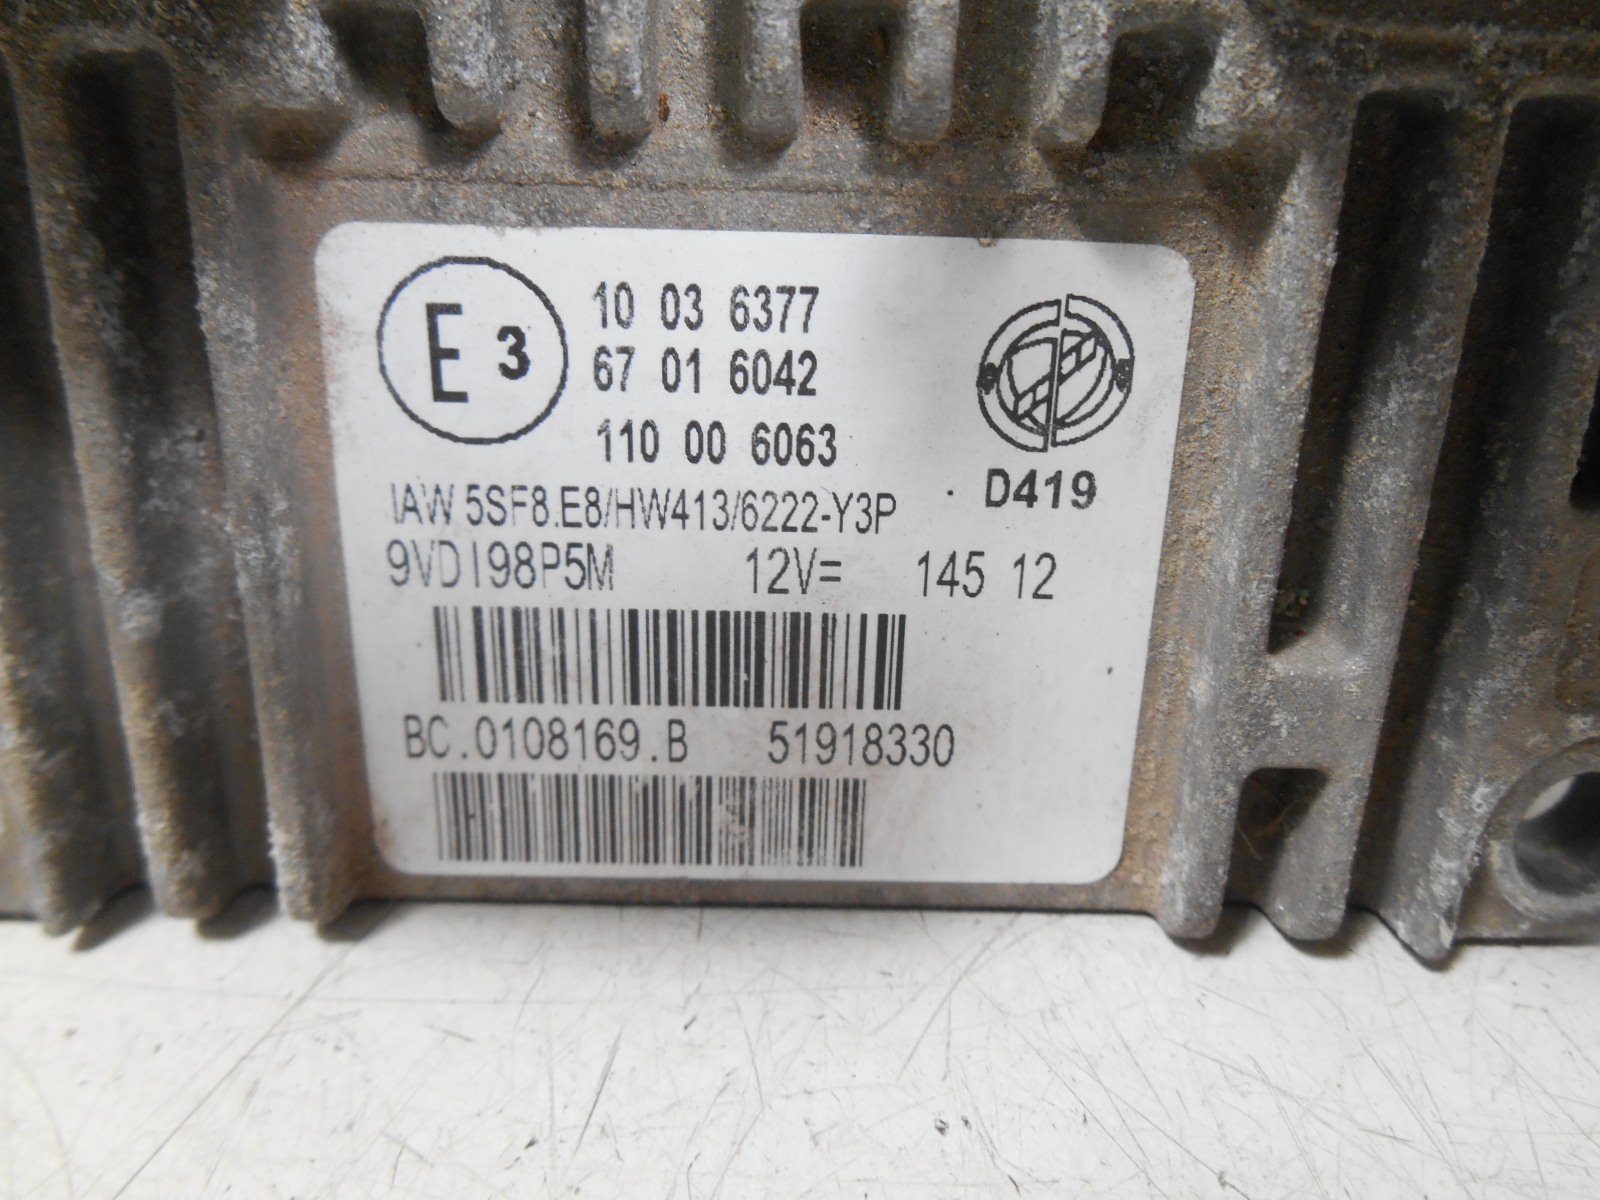 E 3
10 03 6377
67 01 6042
110 00 6063
D419
IAW 5SF8.E8/HW413/6222-Y3P
9VDI98P5M 12V= 145 12
BC.0108169.B 51918330